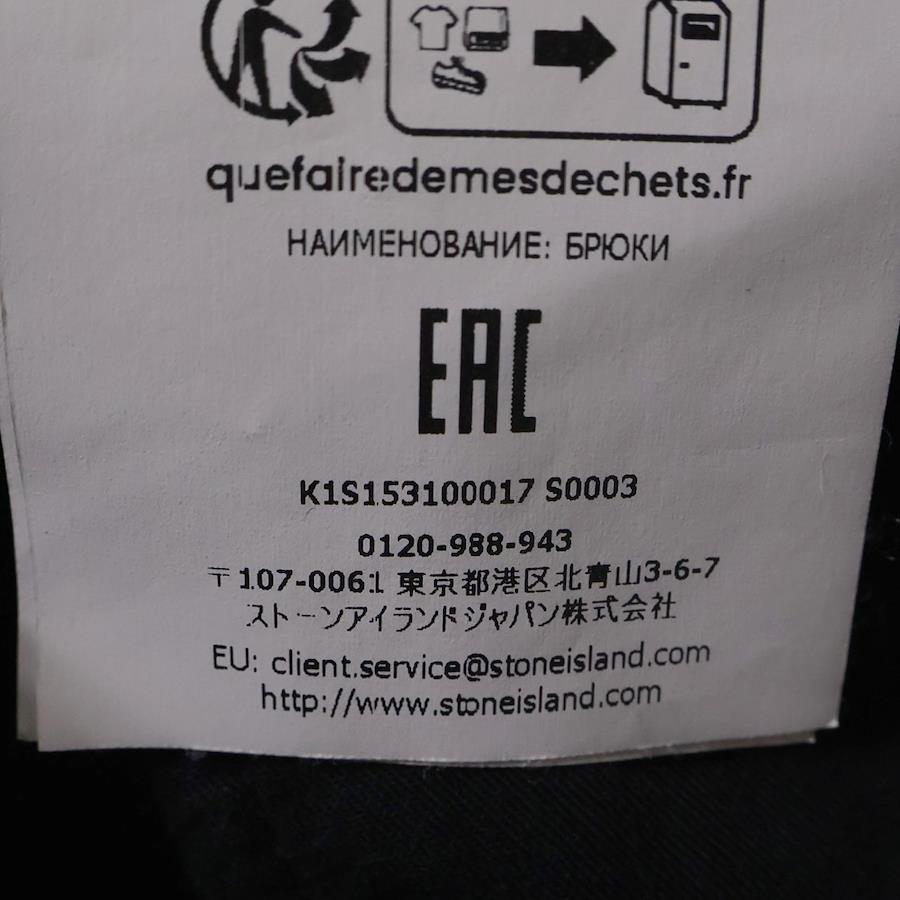 quefairedemesdechets.fr
НАИМЕНОВАНИЕ: БРЮКИ
EAC
K1S153100017 S0003
0120-988-943
〒107-0061 東京都港区北青山3-6-7
ストーンアイランドジャパン株式会社
EU: client.service@stoneisland.com
http://www.stoneisland.com